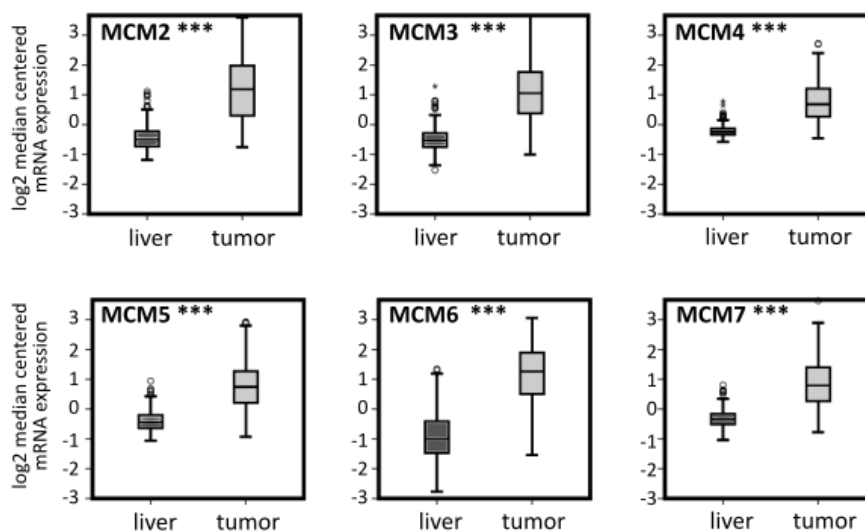 MCM2 ***
MCM3 ***
MCM4 ***
log2 median centered
mRNA expression
3
2
1
0
-1
-2
-3
3
2
1
0
-1
-2
-3
3
2
1
0
-1
-2
-3
liver tumor
liver tumor
liver tumor
MCM5 ***
MCM6 ***
MCM7 ***
log2 median centered
mRNA expression
3
2
1
0
-1
-2
-3
3
2
1
0
-1
-2
-3
3
2
1
0
-1
-2
-3
liver tumor
liver tumor
liver tumor